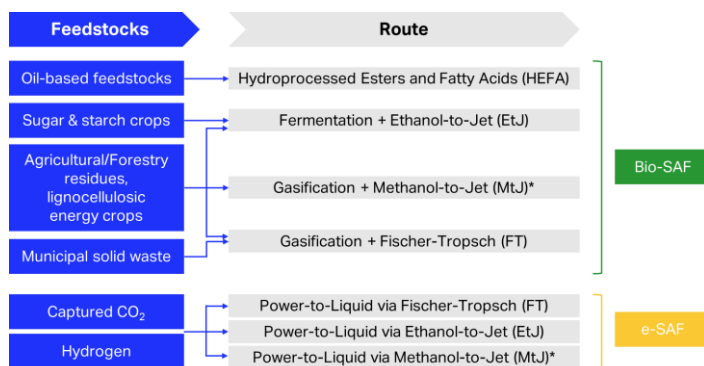 Feedstocks
Route
Oil-based feedstocks
Hydroprocessed Esters and Fatty Acids (HEFA)
Sugar & starch crops
Fermentation + Ethanol-to-Jet (EtJ)
Agricultural/Forestry
residues,
lignocellulosic
energy crops
Gasification + Methanol-to-Jet (MtJ)*
Municipal solid waste
Gasification + Fischer-Tropsch (FT)
Bio-SAF
Captured CO₂
Hydrogen
Power-to-Liquid via Fischer-Tropsch (FT)
Power-to-Liquid via Ethanol-to-Jet (EtJ)
Power-to-Liquid via Methanol-to-Jet (MtJ)*
e-SAF